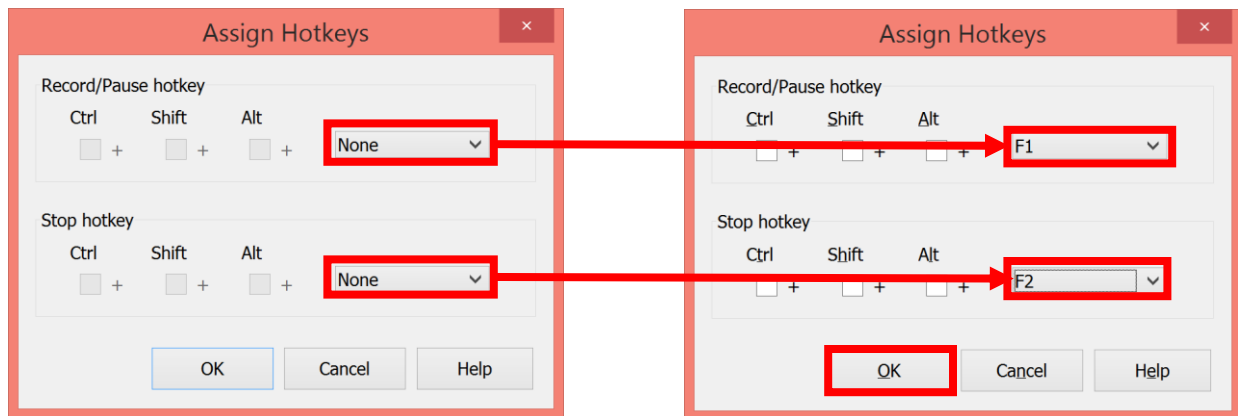 Assign Hotkeys
Record/Pause hotkey
Ctrl Shift Alt
+ + + None
Stop hotkey
Ctrl Shift Alt
+ + + None
OK Cancel Help
Assign Hotkeys
Record/Pause hotkey
Ctrl Shift Alt
+ + + F1
Stop hotkey
Ctrl Shift Alt
+ + + F2
OK Cancel Help